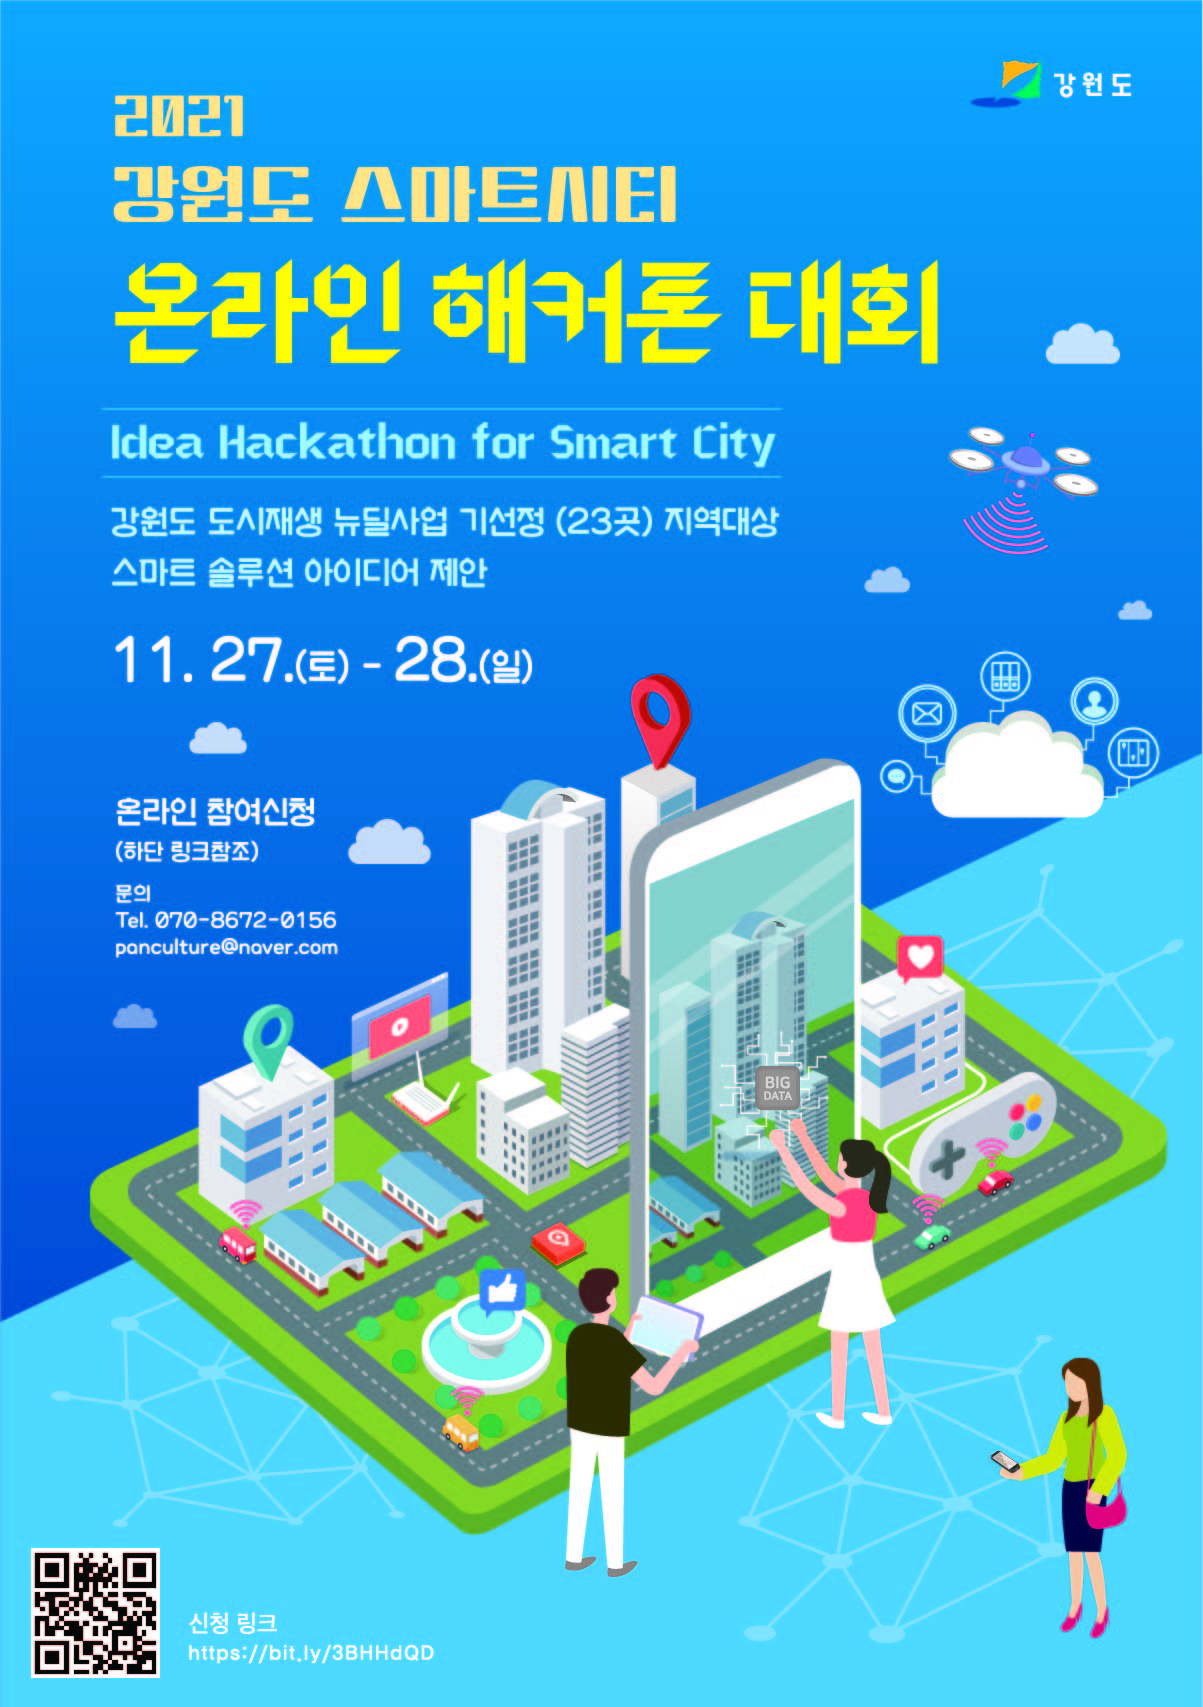 강원도
2021
강원도 스마트시티
온라인 해커론 대회
Idea Hackathon for Smart City
강원도 도시재생 뉴딜사업 기선정 (23곳) 지역대상
스마트 솔루션 아이디어 제안
11. 27.(토) - 28.(일)
온라인 참여신청
(하단 링크참조)
문의
Tel. 070-8672-0156
panculture@naver.com
BIG
DATA
신청 링크
https://bit.ly/3BHHdQD